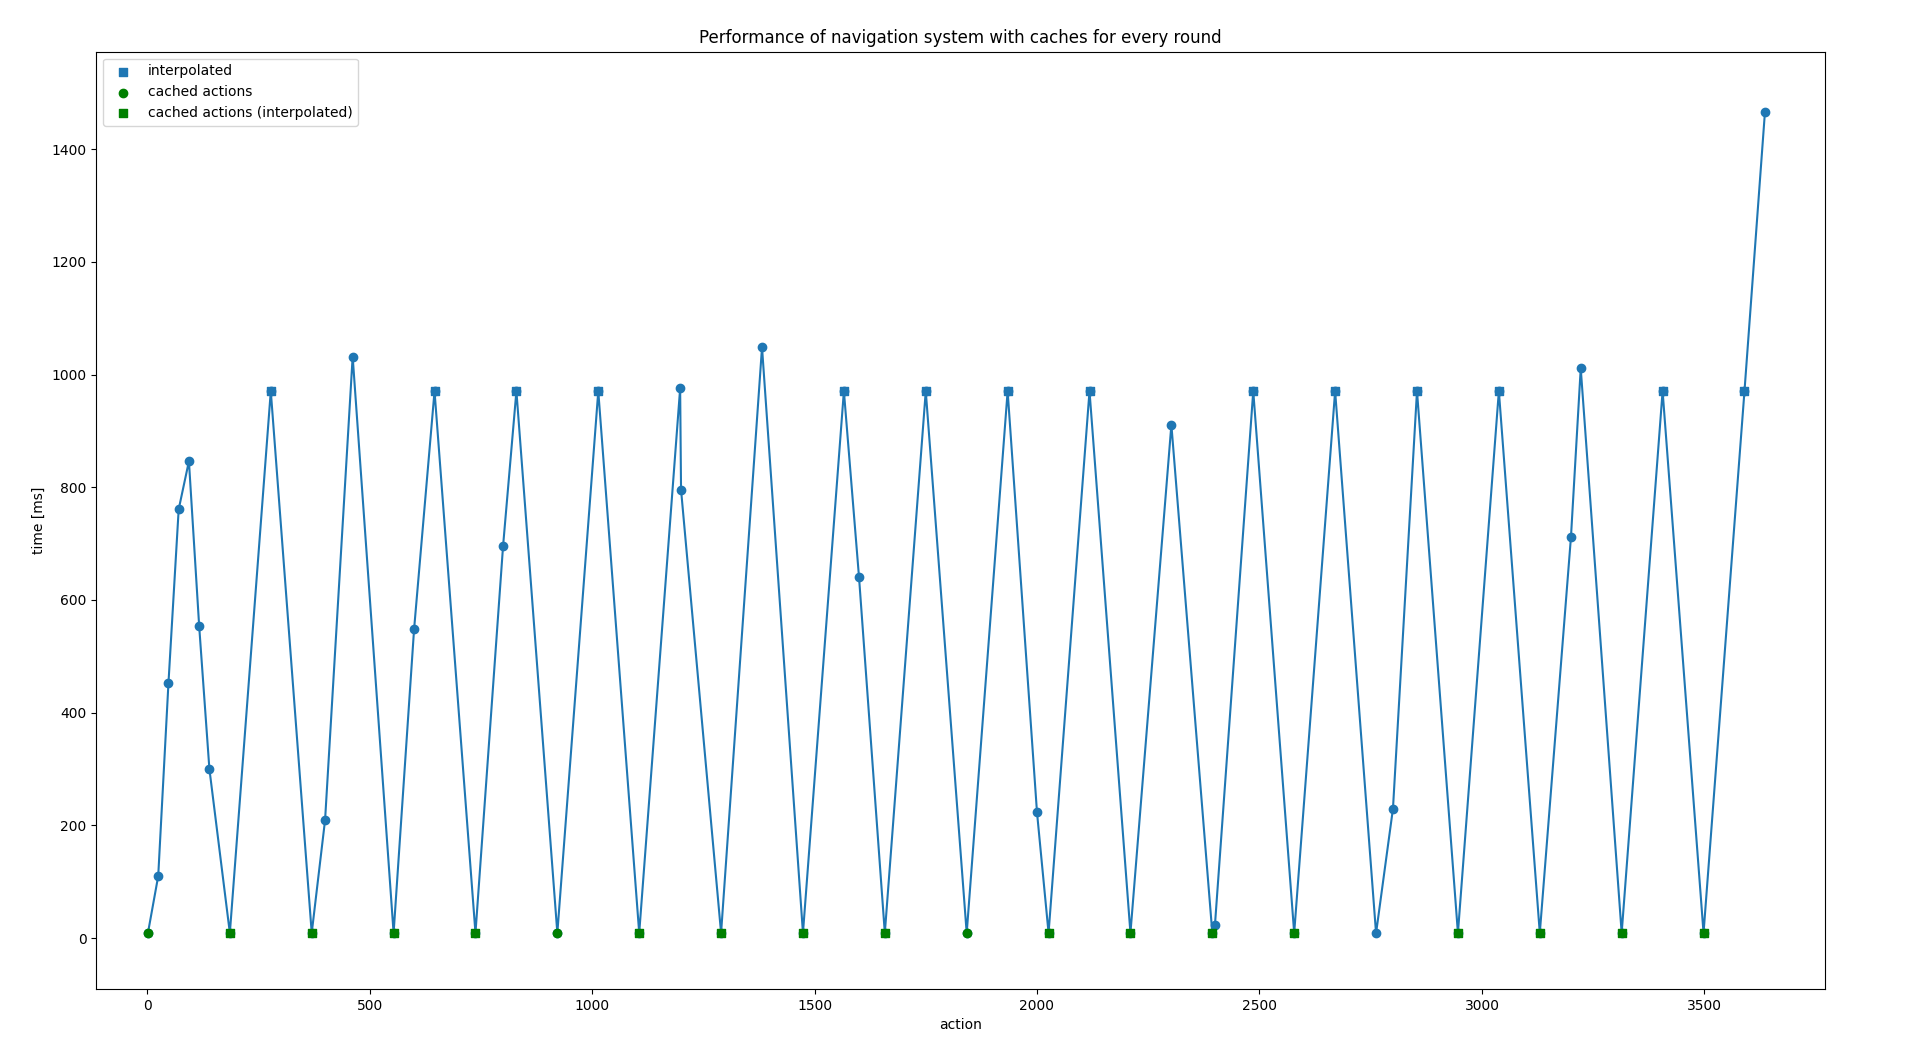 Performance of navigation system with caches for every round
interpolated
cached actions
cached actions (interpolated)
1400
1200
1000
800
600
400
200
0
time [ms]
0 500 1000 1500 2000 2500 3000 3500
action